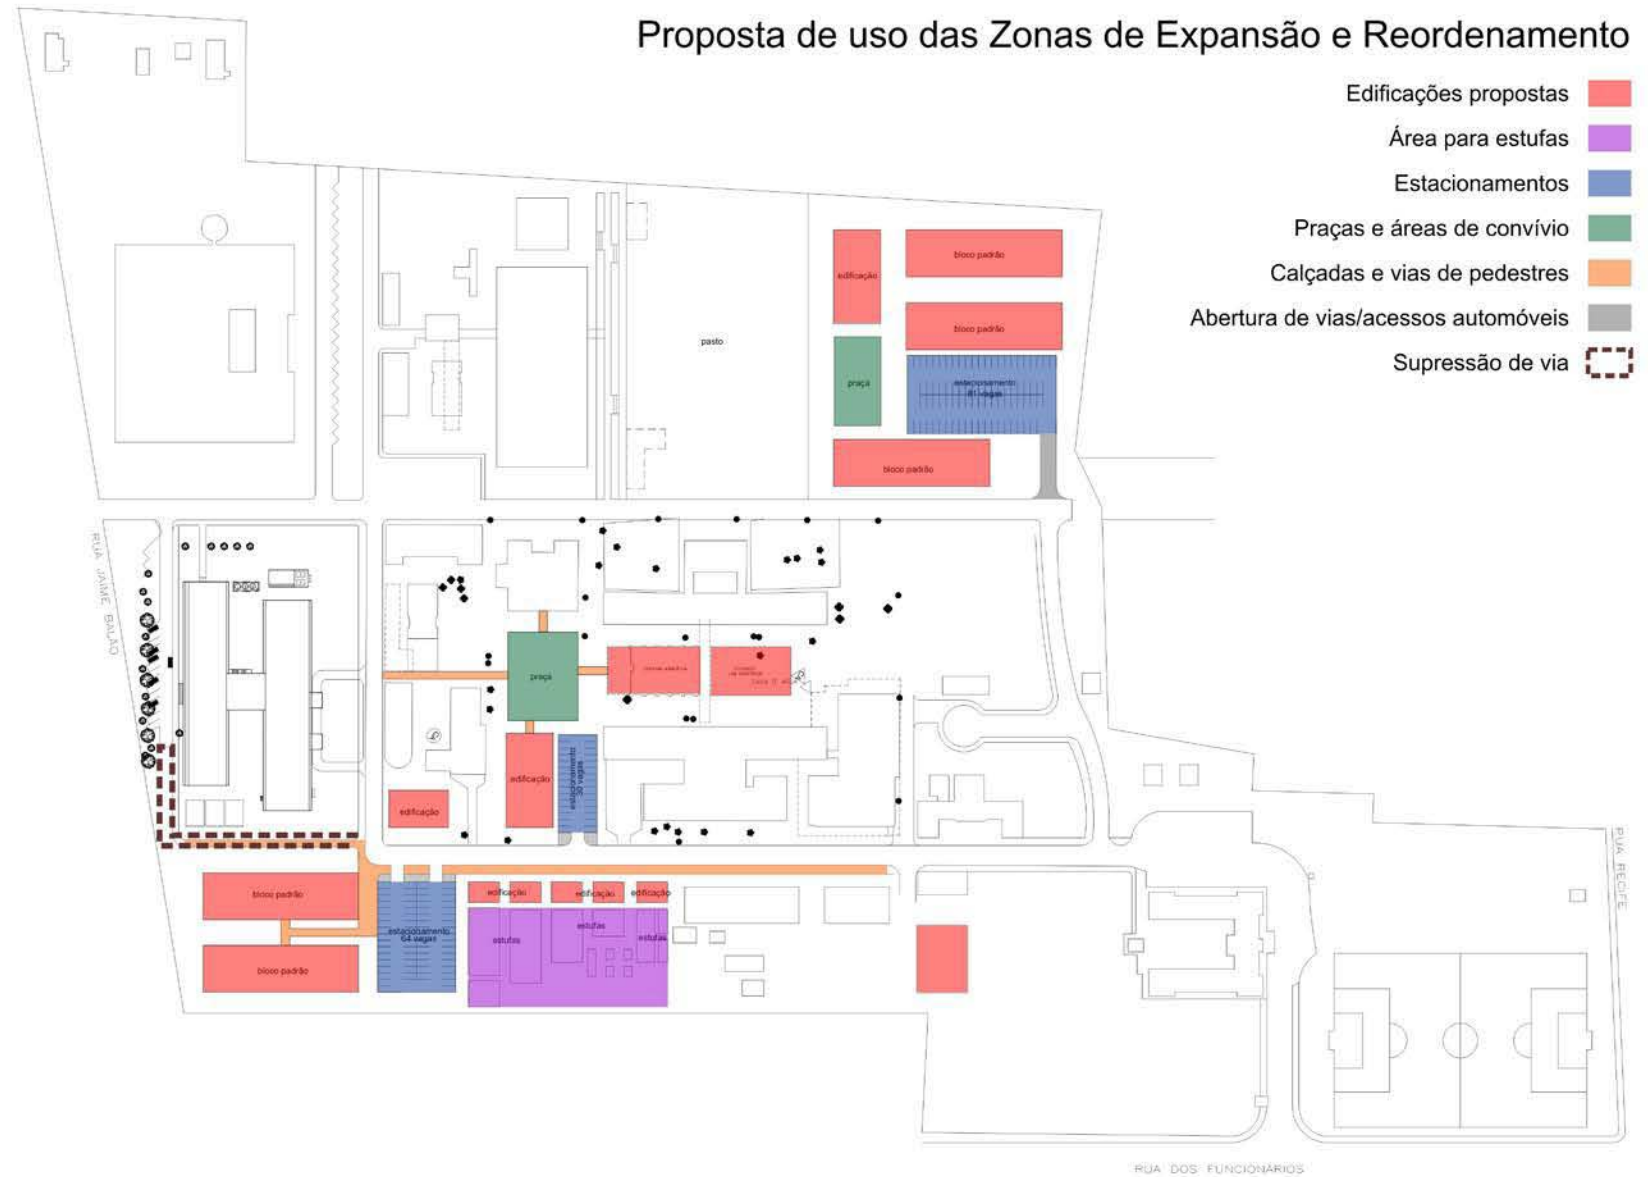 Proposta de uso das Zonas de Expansão e Reordenamento
Edificações propostas
Área para estufas
Estacionamentos
Praças e áreas de convívio
Calçadas e vias de pedestres
Abertura de vias/acessos automóveis
Supressão de via
edificação
bloco padrão
bloco padrão
pasto
praça
estacionamento
81 vagas
bloco padrão
RUA JAIME BALÃO
praça
edificação
estacionamento
30 vagas
edificação
bloco padrão
edificação
edificação
edificação
estacionamento
64 vagas
estufas
estufas
estufas
bloco padrão
RUA RECIFE
RUA DOS FUNCIONÁRIOS